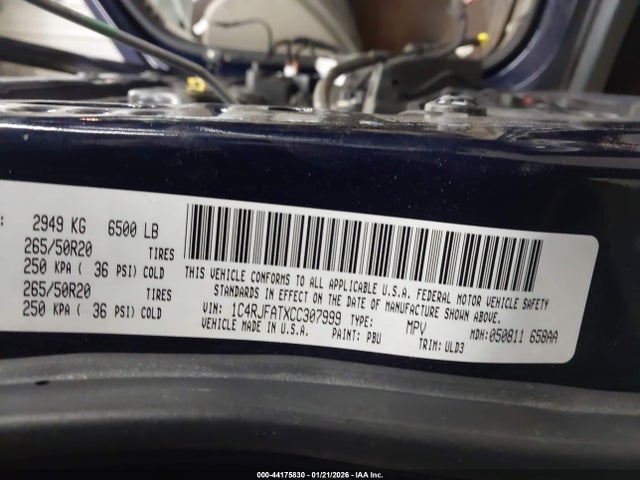 : 2949 KG 6500 LB
265/50R20 TIRES
250 KPA ( 36 PSI) COLD
265/50R20 TIRES
250 KPA ( 36 PSI) COLD
THIS VEHICLE CONFORMS TO ALL APPLICABLE U.S.A. FEDERAL MOTOR VEHICLE SAFETY
STANDARDS IN EFFECT ON THE DATE OF MANUFACTURE SHOWN ABOVE.
VIN: 1C4RJFATXCC307999 TYPE: MPV MDH:050811 658AA
VEHICLE MADE IN U.S.A. PAINT: PBU TRIM: ULD3
000-44175830 - 01/21/2026 - IAA Inc.